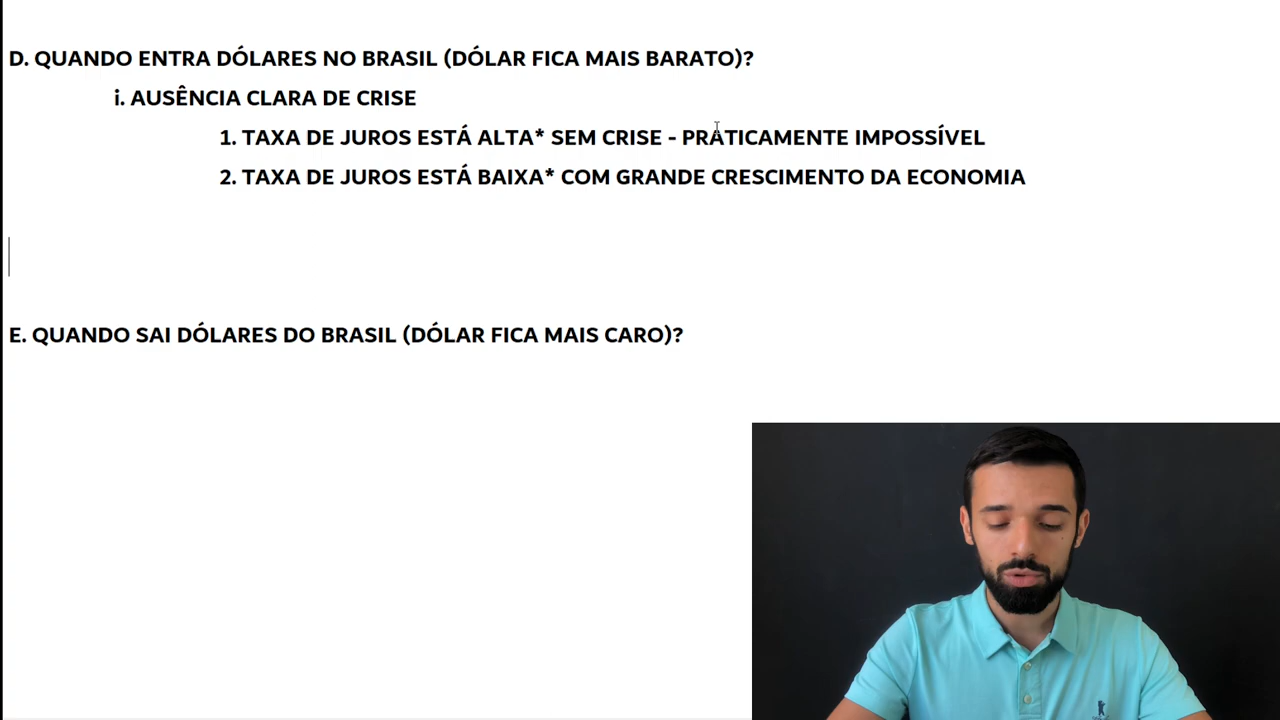 D. QUANDO ENTRA DÓLARES NO BRASIL (DÓLAR FICA MAIS BARATO)?
i. AUSÊNCIA CLARA DE CRISE
1. TAXA DE JUROS ESTÁ ALTA* SEM CRISE - PRATICAMENTE IMPOSSÍVEL
2. TAXA DE JUROS ESTÁ BAIXA* COM GRANDE CRESCIMENTO DA ECONOMIA
E. QUANDO SAI DÓLARES DO BRASIL (DÓLAR FICA MAIS CARO)?